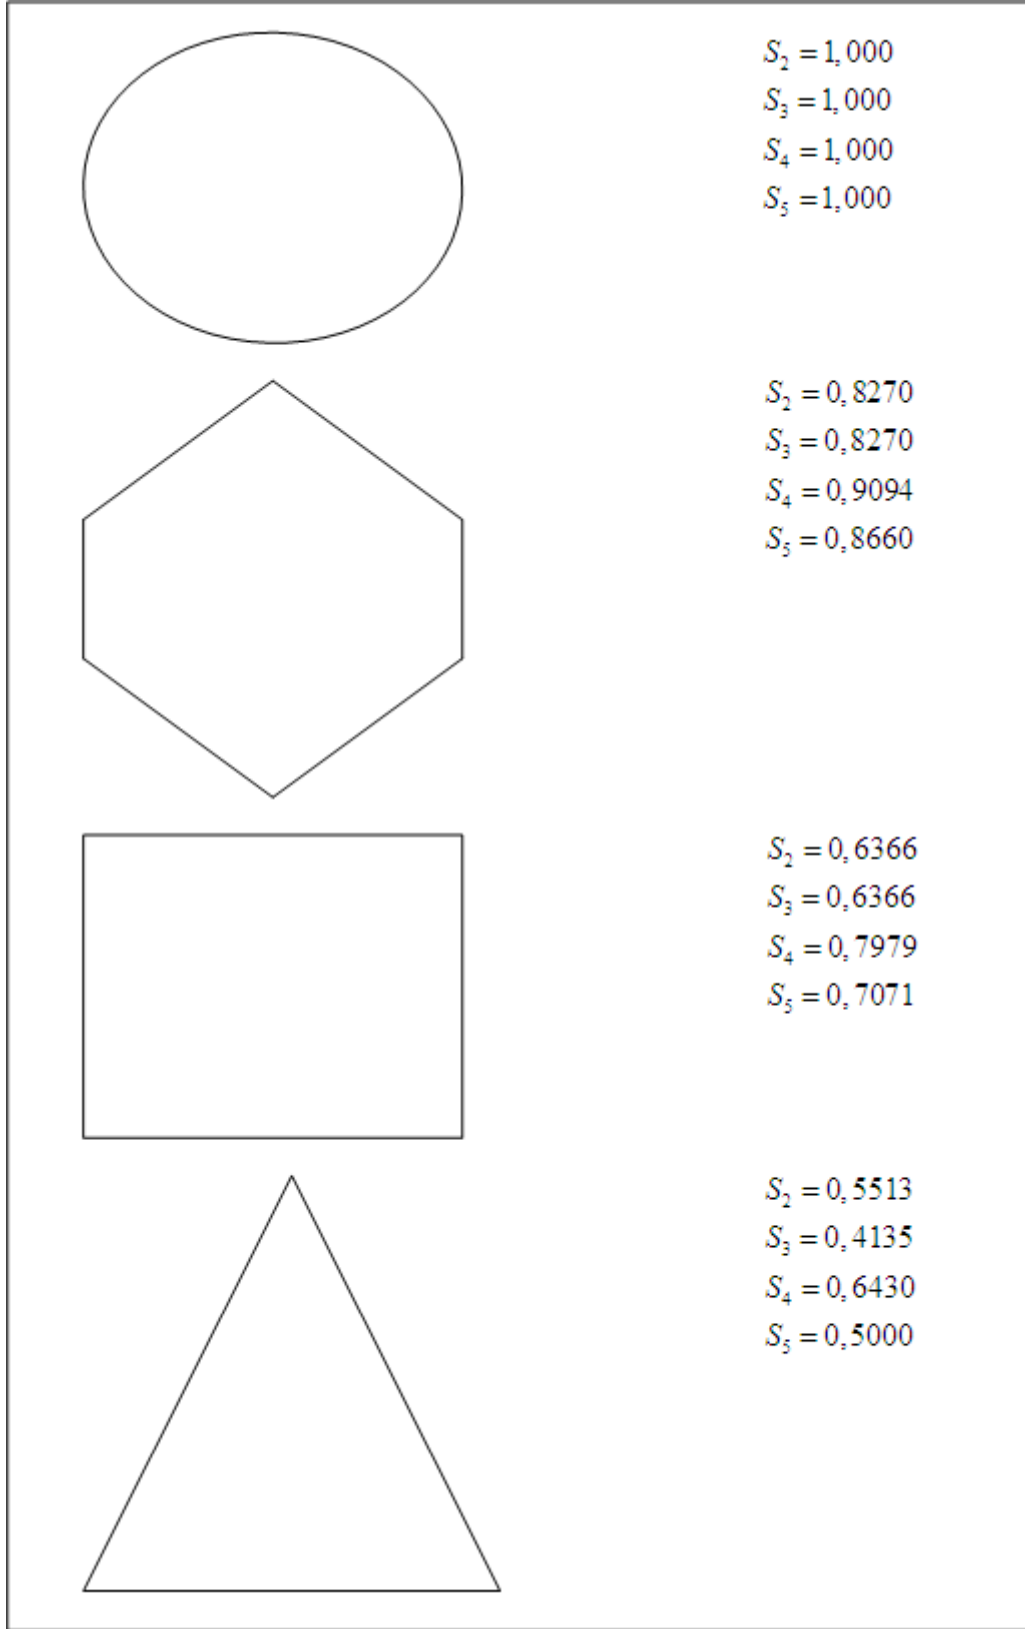 S₂ = 1,000
S₃ = 1,000
S₄ = 1,000
S₅ = 1,000
S₂ = 0,8270
S₃ = 0,8270
S₄ = 0,9094
S₅ = 0,8660
S₂ = 0,6366
S₃ = 0,6366
S₄ = 0,7979
S₅ = 0,7071
S₂ = 0,5513
S₃ = 0,4135
S₄ = 0,6430
S₅ = 0,5000